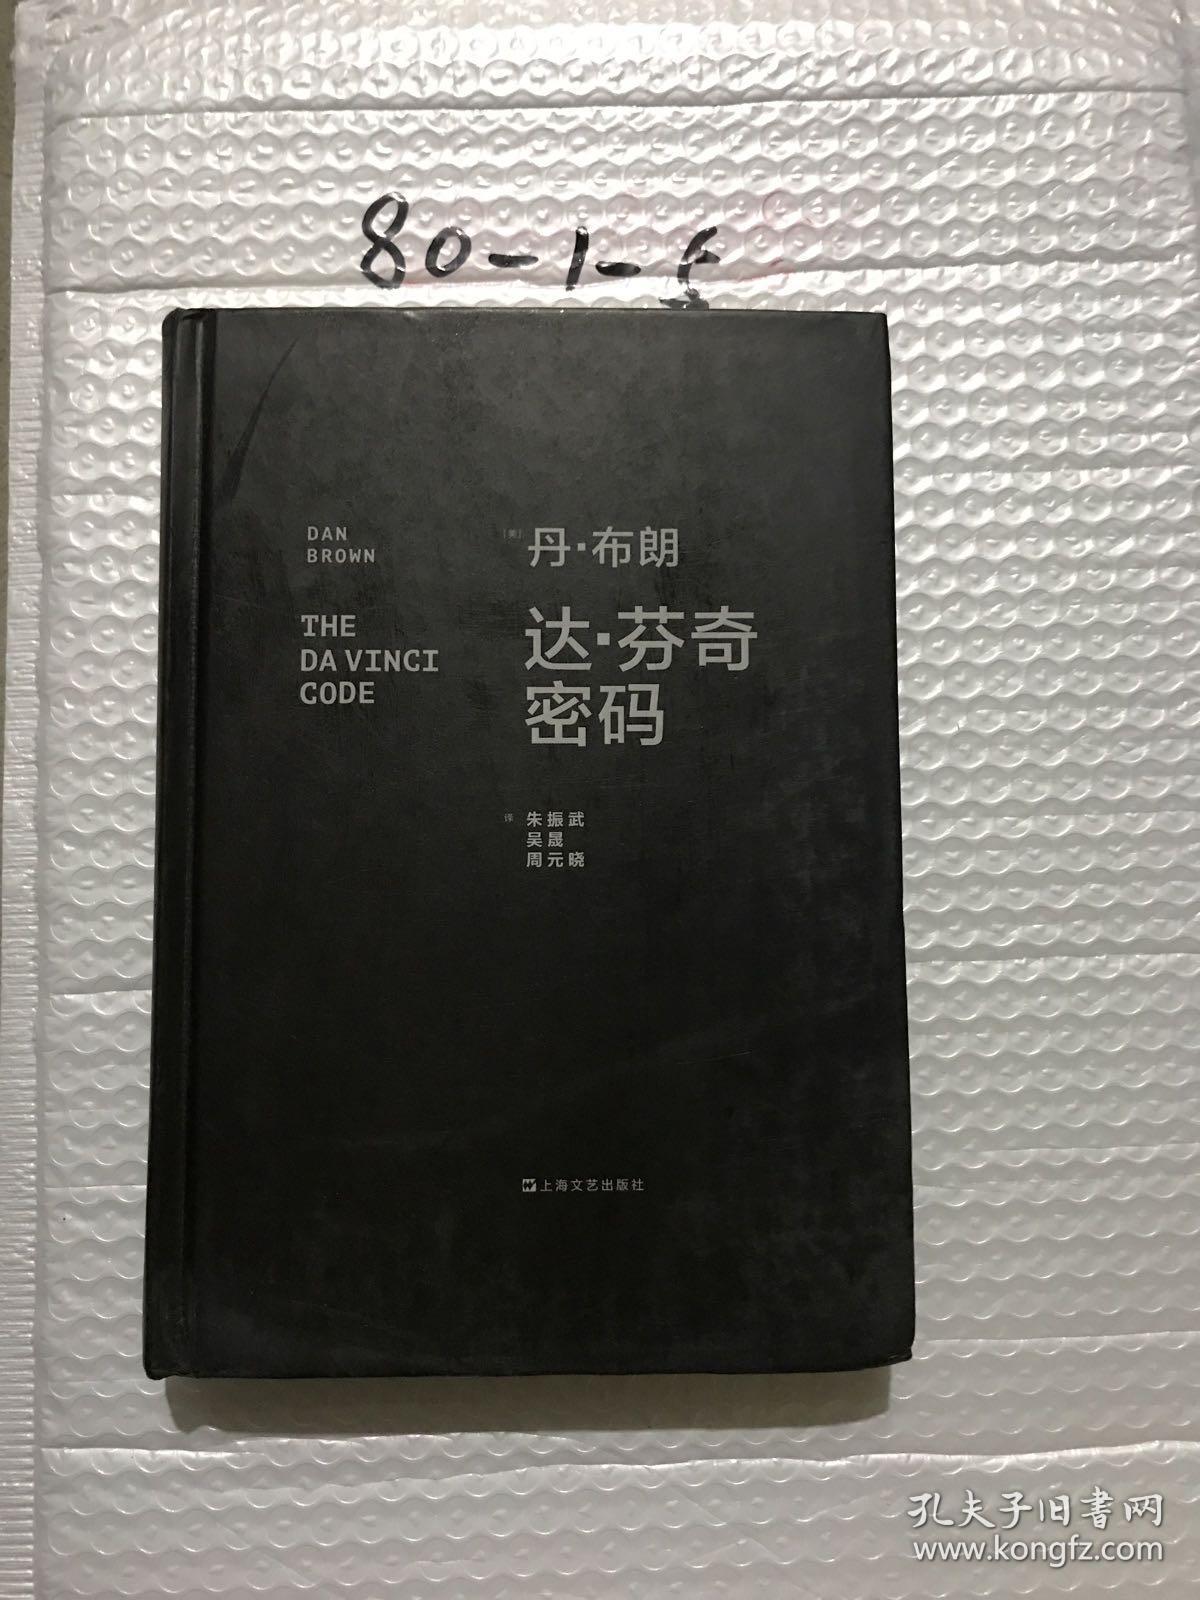 80-1-
DAN
BROWN
THE
DA VINCI
CODE
[美] 丹·布朗
达·芬奇
密码
译 朱振武
吴晟
周元晓
上海文艺出版社
孔夫子旧书网
www.kongfz.com